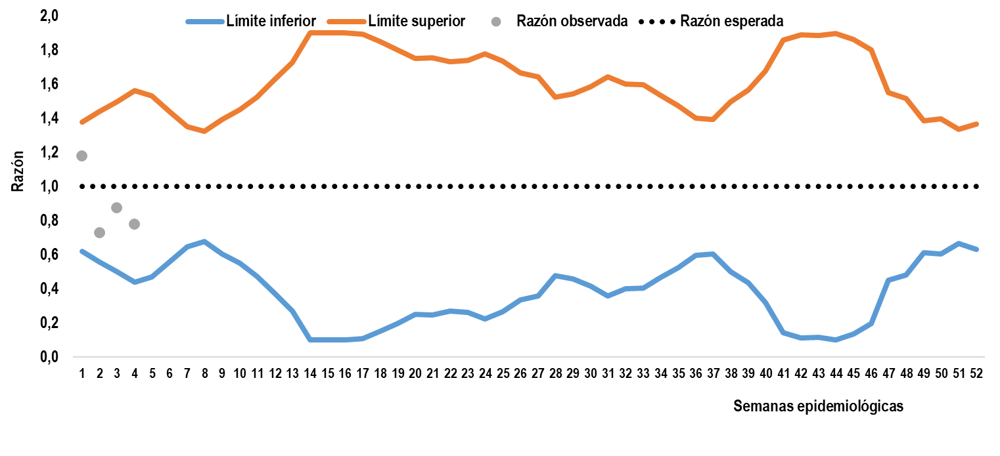 Límite inferior Límite superior Razón observada Razón esperada
Razón
2,0
1,8
1,6
1,4
1,2
1,0
0,8
0,6
0,4
0,2
0,0
1 2 3 4 5 6 7 8 9 10 11 12 13 14 15 16 17 18 19 20 21 22 23 24 25 26 27 28 29 30 31 32 33 34 35 36 37 38 39 40 41 42 43 44 45 46 47 48 49 50 51 52
Semanas epidemiológicas